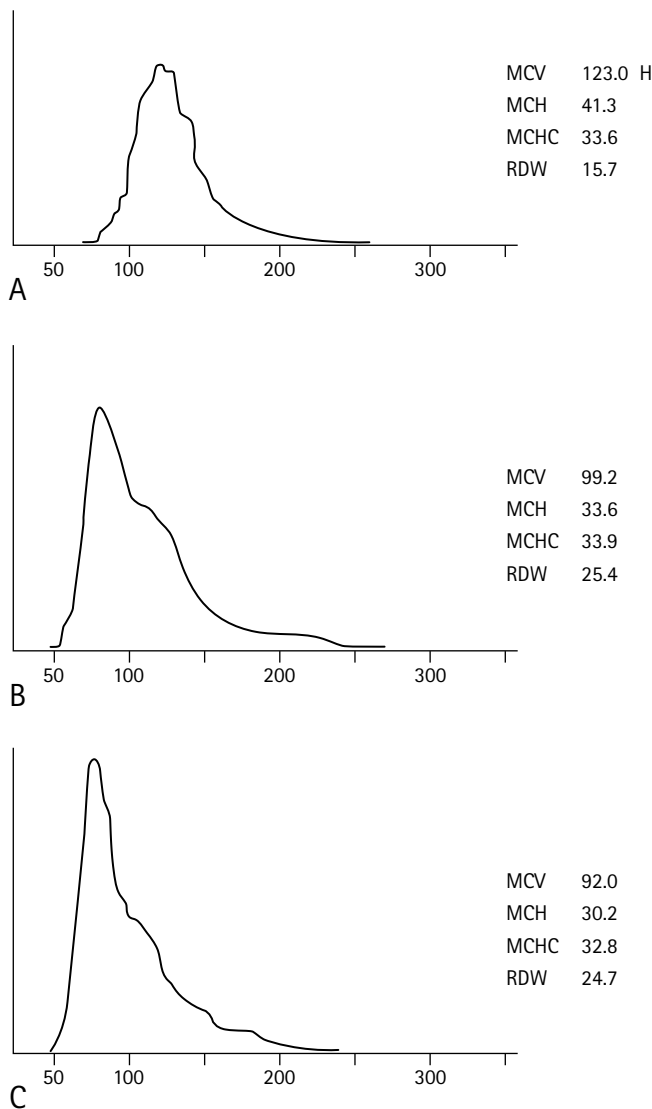 MCV 123.0 H
MCH 41.3
MCHC 33.6
RDW 15.7
50 100 200 300
A
MCV 99.2
MCH 33.6
MCHC 33.9
RDW 25.4
50 100 200 300
B
MCV 92.0
MCH 30.2
MCHC 32.8
RDW 24.7
50 100 200 300
C